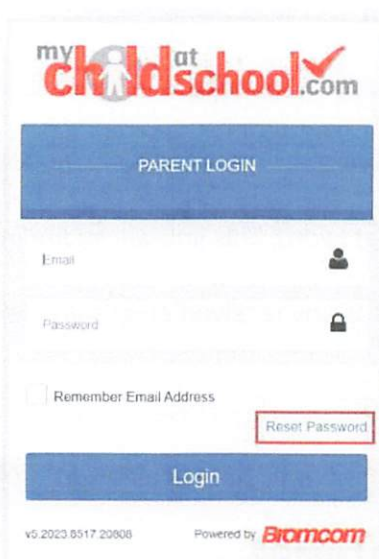 my child at school.com
PARENT LOGIN
Email
Password
Remember Email Address
Reset Password
Login
v5.2023.8517.20808 Powered by Bromcom